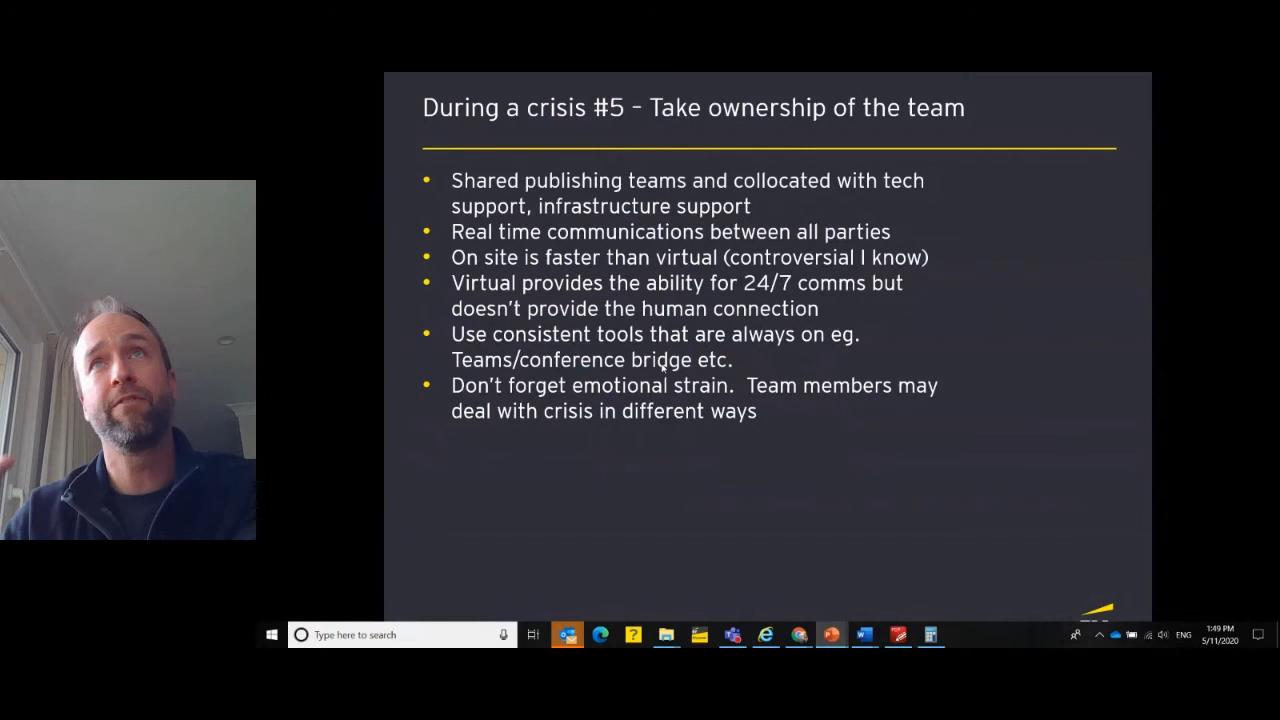 During a crisis #5 – Take ownership of the team
• Shared publishing teams and collocated with tech
support, infrastructure support
• Real time communications between all parties
• On site is faster than virtual (controversial I know)
• Virtual provides the ability for 24/7 comms but
doesn't provide the human connection
• Use consistent tools that are always on eg.
Teams/conference bridge etc.
• Don't forget emotional strain.  Team members may
deal with crisis in different ways
Type here to search
ENG
1:49 PM
5/11/2020